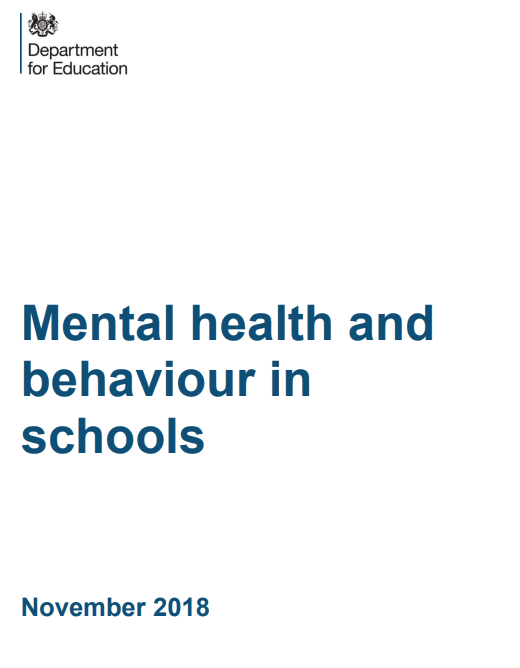 Department
for Education
Mental health and
behaviour in
schools
November 2018